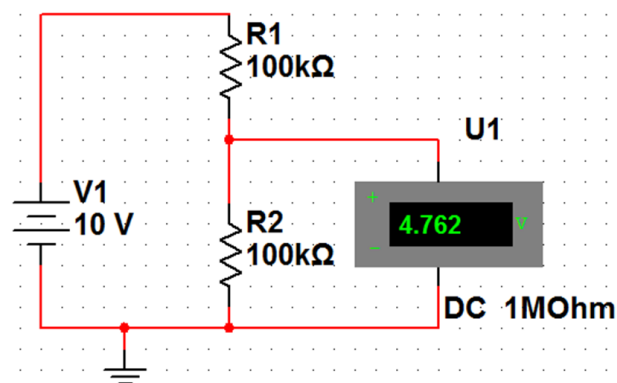 R1
100kΩ
U1
V1
10 V
+
4.762 V
–
R2
100kΩ
DC 1MOhm